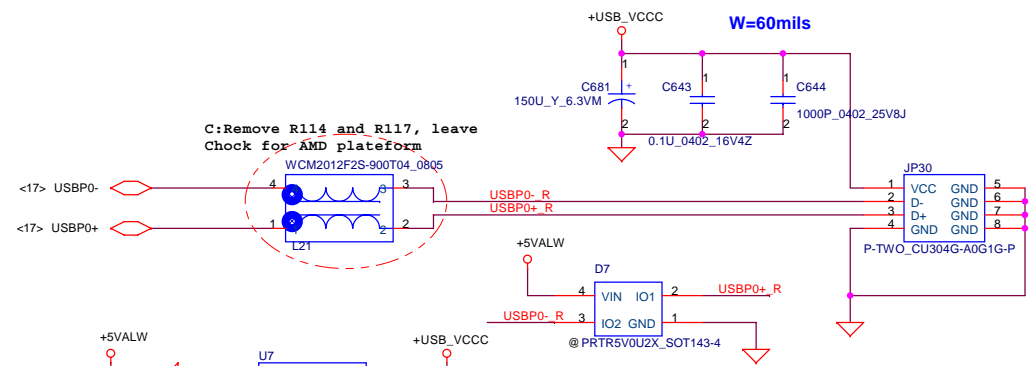 +USB_VCCC
W=60mils
1
1
1
C681
+
C643
C644
150U_Y_6.3VM
1000P_0402_25V8J
2
2
2
0.1U_0402_16V4Z
C:Remove R114 and R117, leave
Chock for AMD plateform
WCM2012F2S-900T04_0805
JP30
<17> USBP0-
4
3
3
USBP0-_R
1
VCC
GND
5
2
D-
GND
6
USBP0+_R
3
D+
GND
7
<17> USBP0+
1
2
2
4
GND
GND
8
L21
P-TWO_CU304G-A0G1G-P
+5VALW
D7
4
VIN
IO1
2
USBP0+_R
USBP0-_R
3
IO2
GND
1
@PRTR5V0U2X_SOT143-4
+5VALW
+USB_VCCC
U7